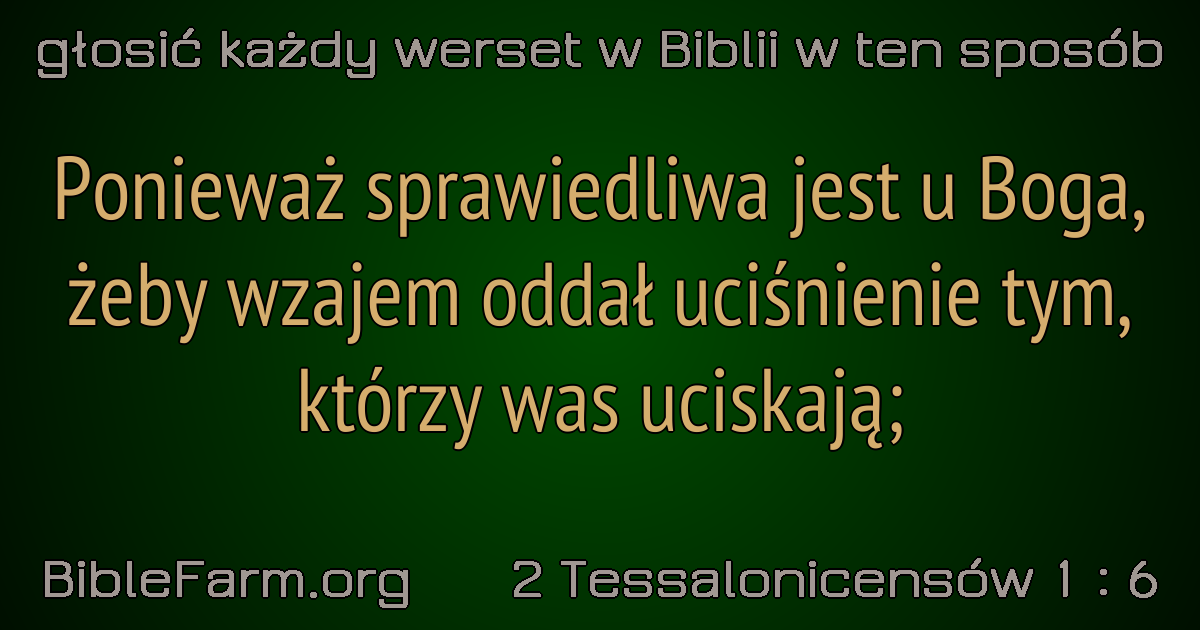 głosić każdy werset w Biblii w ten sposób
Ponieważ sprawiedliwa jest u Boga,
żeby wzajem oddał uciśnienie tym,
którzy was uciskają;
BibleFarm.org 2 Tessalonicensów 1 : 6